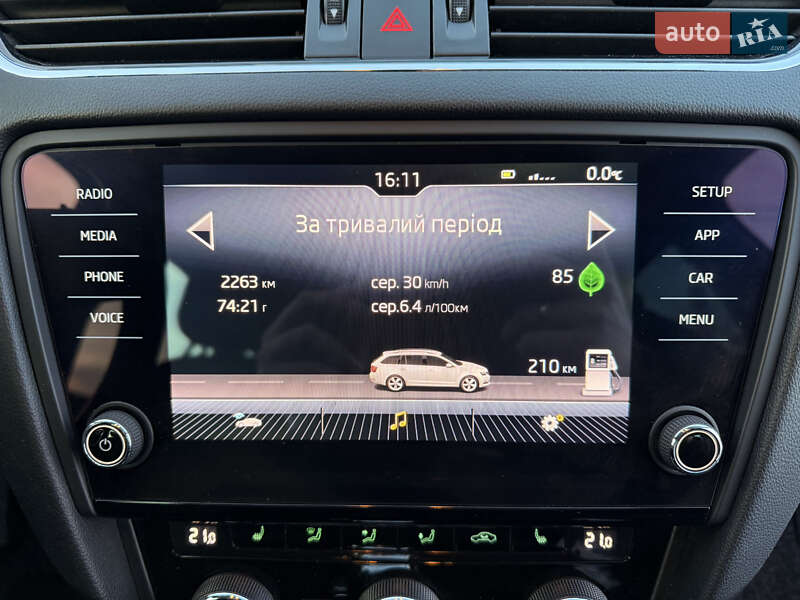 auto RIA .com
16:11 0.0℃
RADIO
SETUP
За тривалий період
MEDIA
APP
PHONE
2263 км
сер. 30 km/h
85
CAR
74:21 г
сер.6.4 л/100км
VOICE
MENU
210 км
21.0
21.0